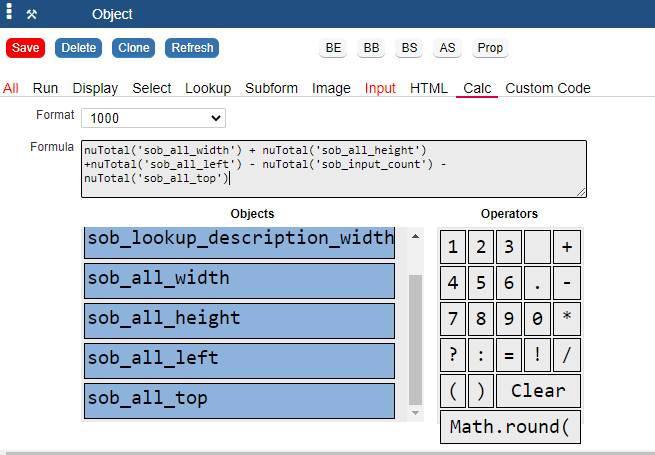 Object
Save Delete Clone Refresh BE BB BS AS Prop
All Run Display Select Lookup Subform Image Input HTML Calc Custom Code
Format 1000
Formula nuTotal('sob_all_width') + nuTotal('sob_all_height')
+nuTotal('sob_all_left') - nuTotal('sob_input_count') -
nuTotal('sob_all_top')
Objects Operators
sob_lookup_description_width
sob_all_width
sob_all_height
sob_all_left
sob_all_top
1 2 3 +
4 5 6 . -
7 8 9 0 *
? : = ! /
( ) Clear
Math.round(